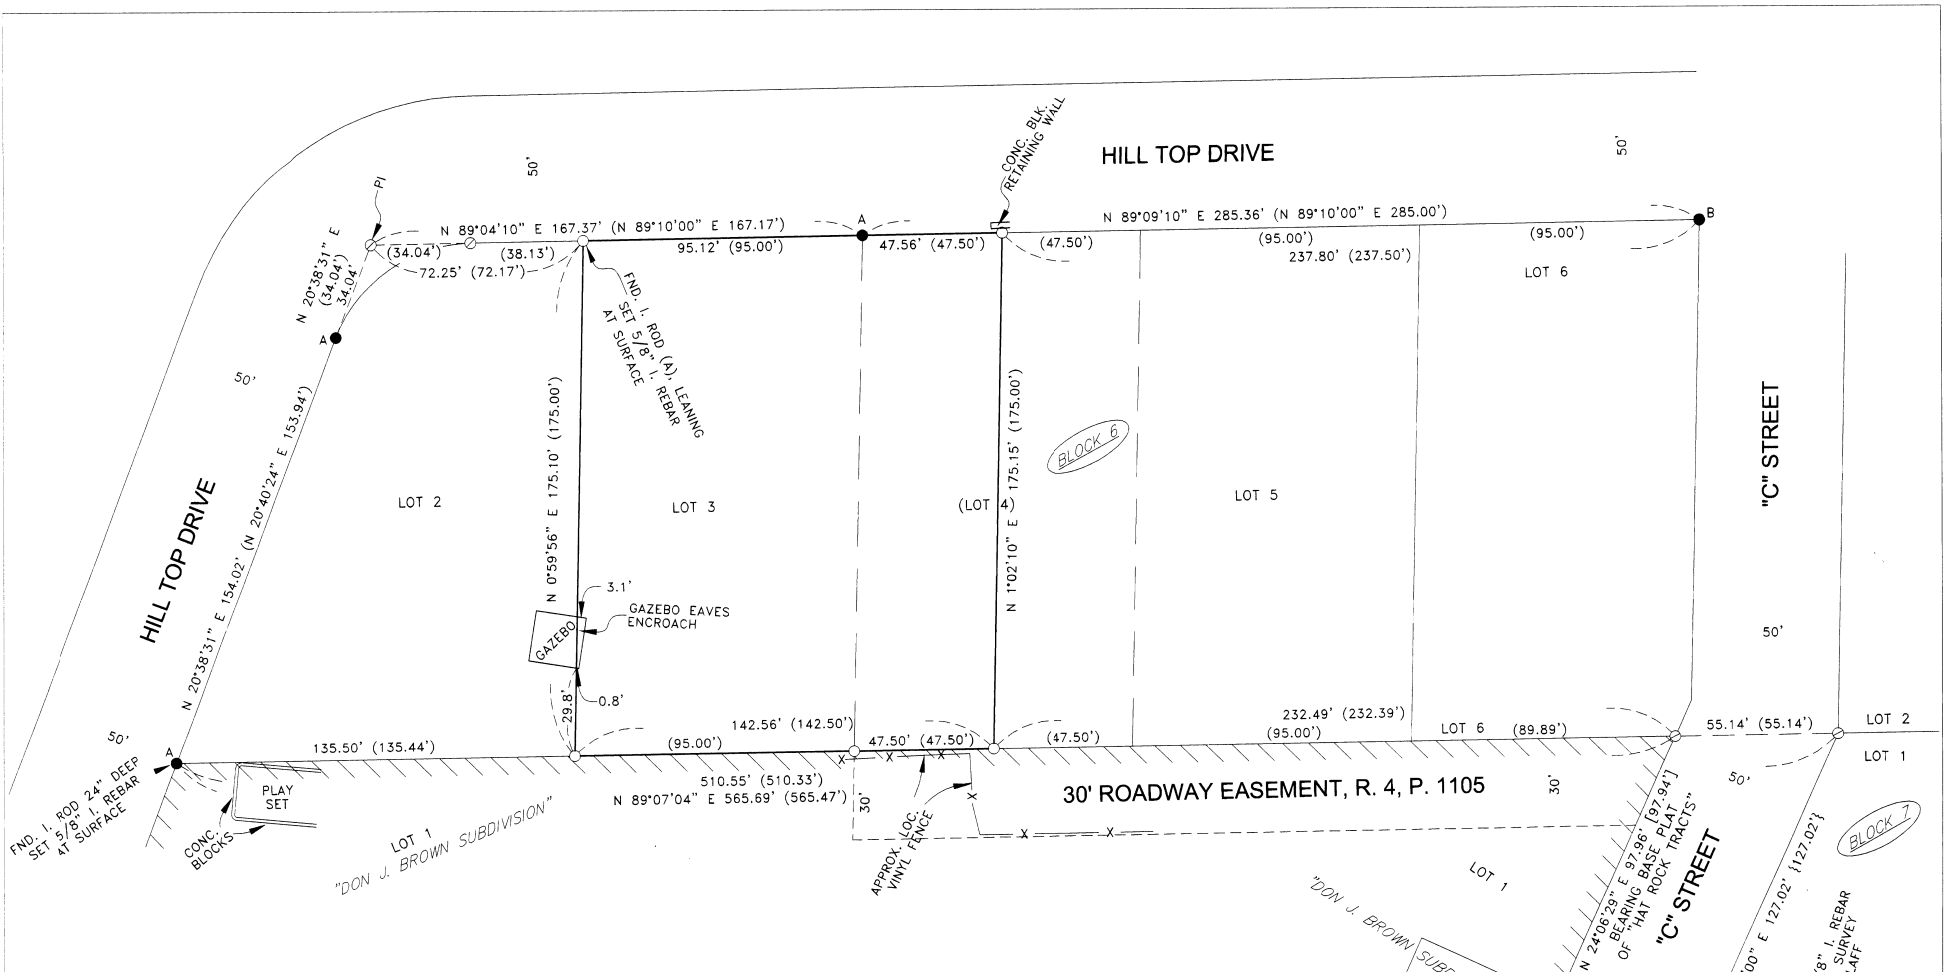 HILL TOP DRIVE
50'
50'
CONC. BLK.
RETAINING WALL
PI
A
B
N 89°04'10" E 167.37' (N 89°10'00" E 167.17')
N 89°09'10" E 285.36' (N 89°10'00" E 285.00')
(34.04')
(38.13')
95.12' (95.00')
47.56' (47.50')
(47.50')
(95.00')
(95.00')
72.25' (72.17')
237.80' (237.50')
LOT 6
N 20°38'31" E
(34.04')
34.04'
A
FND. I. ROD (A), LEANING
SET 5/8" I. REBAR
AT SURFACE
50'
N 20°38'31" E 154.02' (N 20°40'24" E 153.94')
HILL TOP DRIVE
LOT 2
N 0°59'56" E 175.10' (175.00')
LOT 3
(LOT 4)
N 1°02'10" E 175.15' (175.00')
BLOCK 6
LOT 5
"C" STREET
50'
3.1'
GAZEBO EAVES
ENCROACH
GAZEBO
0.8'
29.8'
50'
A
135.50' (135.44')
(95.00')
142.56' (142.50')
47.50' (47.50')
(47.50')
232.49' (232.39')
(95.00')
LOT 6
(89.89')
55.14' (55.14')
LOT 2
LOT 1
FND. I. ROD 24" DEEP
SET 5/8" I. REBAR
AT SURFACE
PLAY
SET
CONC.
BLOCKS
510.55' (510.33')
N 89°07'04" E 565.69' (565.47')
30'
X X X
X
X X
30' ROADWAY EASEMENT, R. 4, P. 1105
30'
50'
LOT 1
"DON J. BROWN SUBDIVISION"
APPROX. LOC.
VINYL FENCE
LOT 1
"DON J. BROWN
N 24°06'29" E 97.96' [97.94']
BEARING BASE PLAT
OF "HAT ROCK TRACTS"
"C" STREET
00" E 127.02' {127.02'}
BLOCK 7
8" I. REBAR
SURVEY